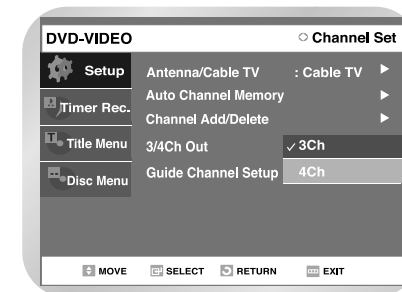 DVD-VIDEO Channel Set
Setup
Timer Rec.
Title Menu
Disc Menu
Antenna/Cable TV : Cable TV
Auto Channel Memory
Channel Add/Delete
3/4Ch Out ✓ 3Ch
Guide Channel Setup 4Ch
MOVE SELECT RETURN EXIT